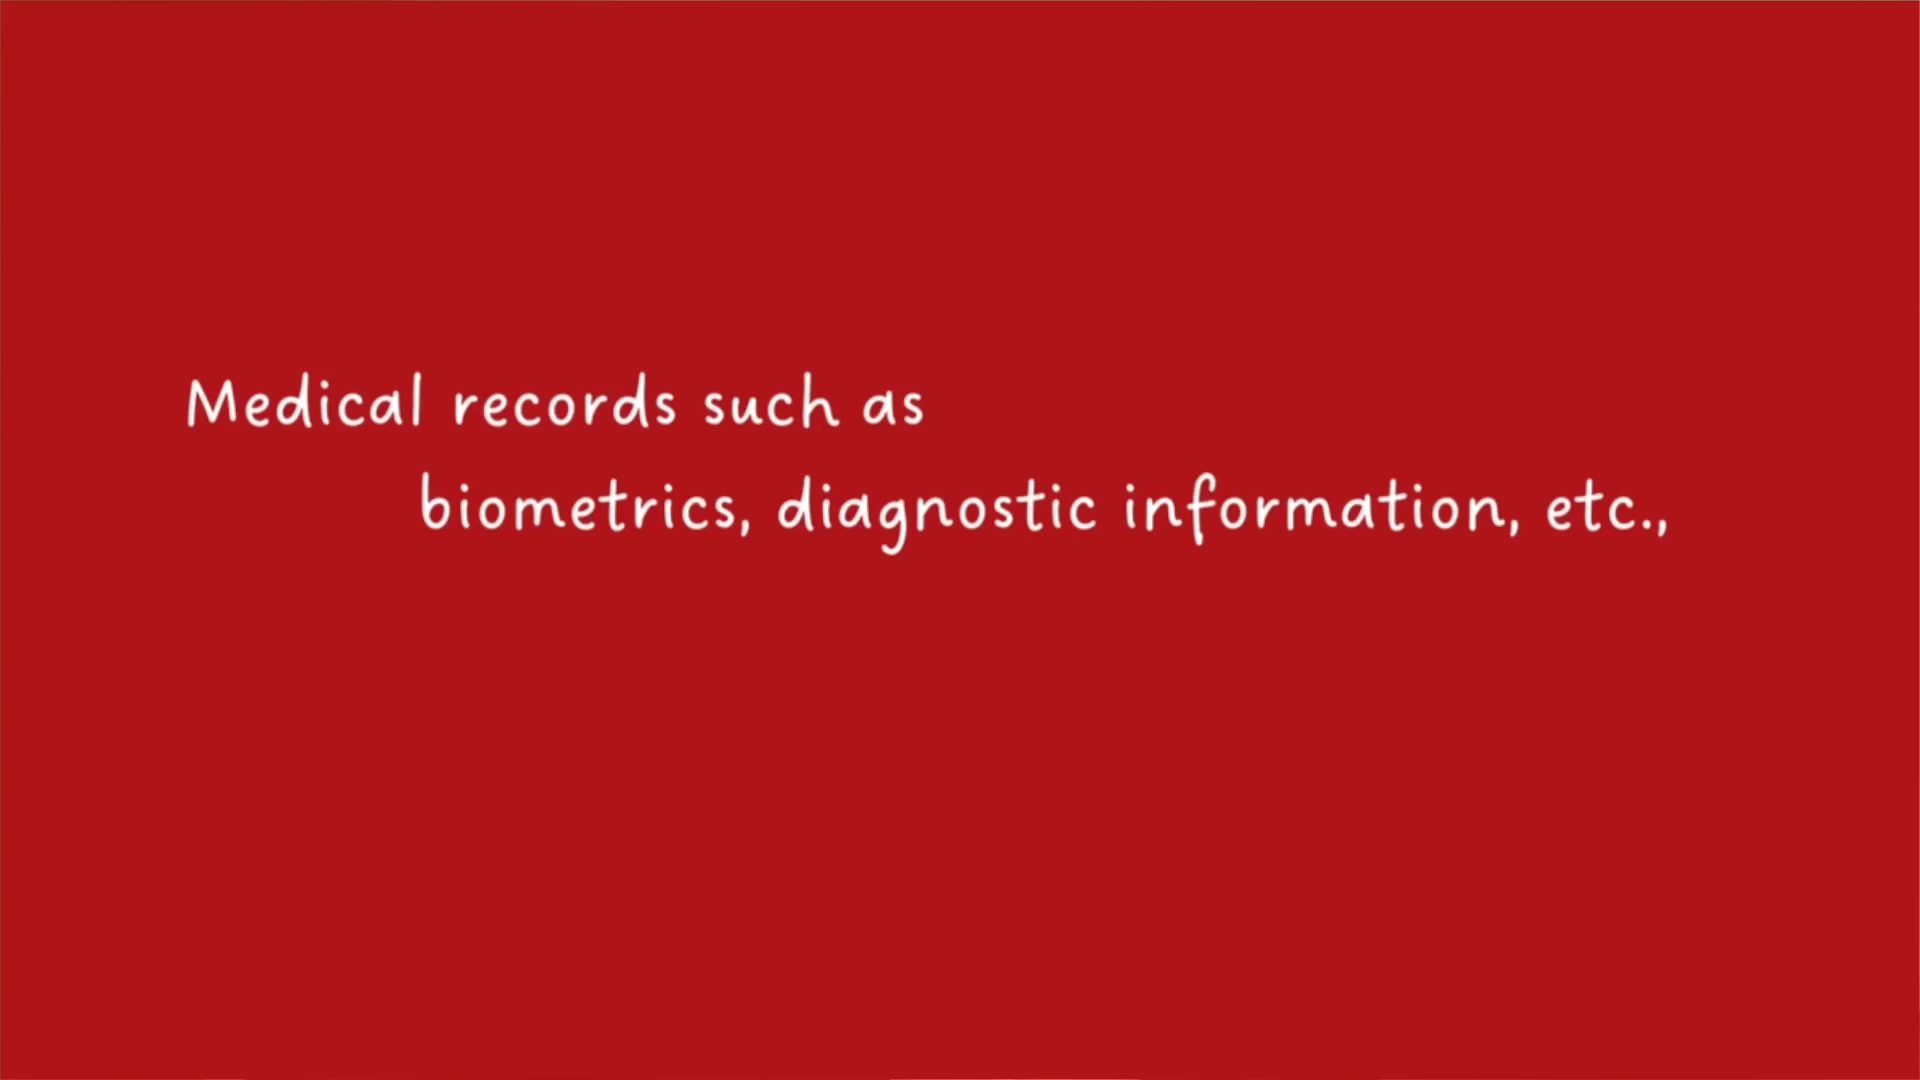 Medical records such as
biometrics, diagnostic information, etc.,